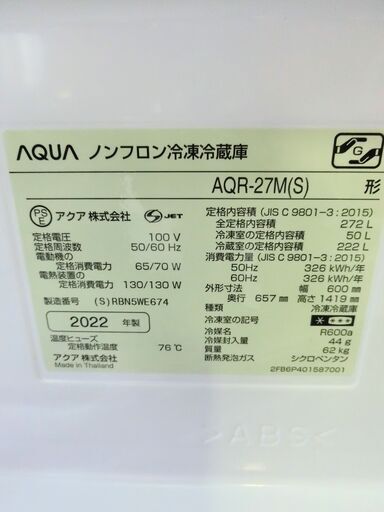 AQUA ノンフロン冷凍冷蔵庫
G
AQR-27M(S) 形
PS E アクア 株式会社 S JET
定格電圧 100 V
定格周波数 50/60 Hz
電動機の
定格消費電力 65/70 W
電熱装置の
定格消費電力 130/130 W
製造番号 (S) RBN5WE674
2022 年製
温度ヒューズ
定格動作温度 76℃
アクア 株式会社
Made in Thailand
定格内容積 (JIS C 9801-3:2015)
全定格内容積 272 L
冷凍室の定格内容積 50 L
冷蔵室の定格内容積 222 L
消費電力量 (JIS C 9801-3:2015)
50Hz 326 kWh/年
60Hz 326 kWh/年
外形寸法 幅 600 mm
奥行 657 mm 高さ 1419 mm
種類 冷凍冷蔵庫
冷凍室の記号
冷媒名 R600a
冷媒封入量 44 g
質量 62 kg
断熱発泡ガス シクロペンタン
2FB6P401587001
>ABS<